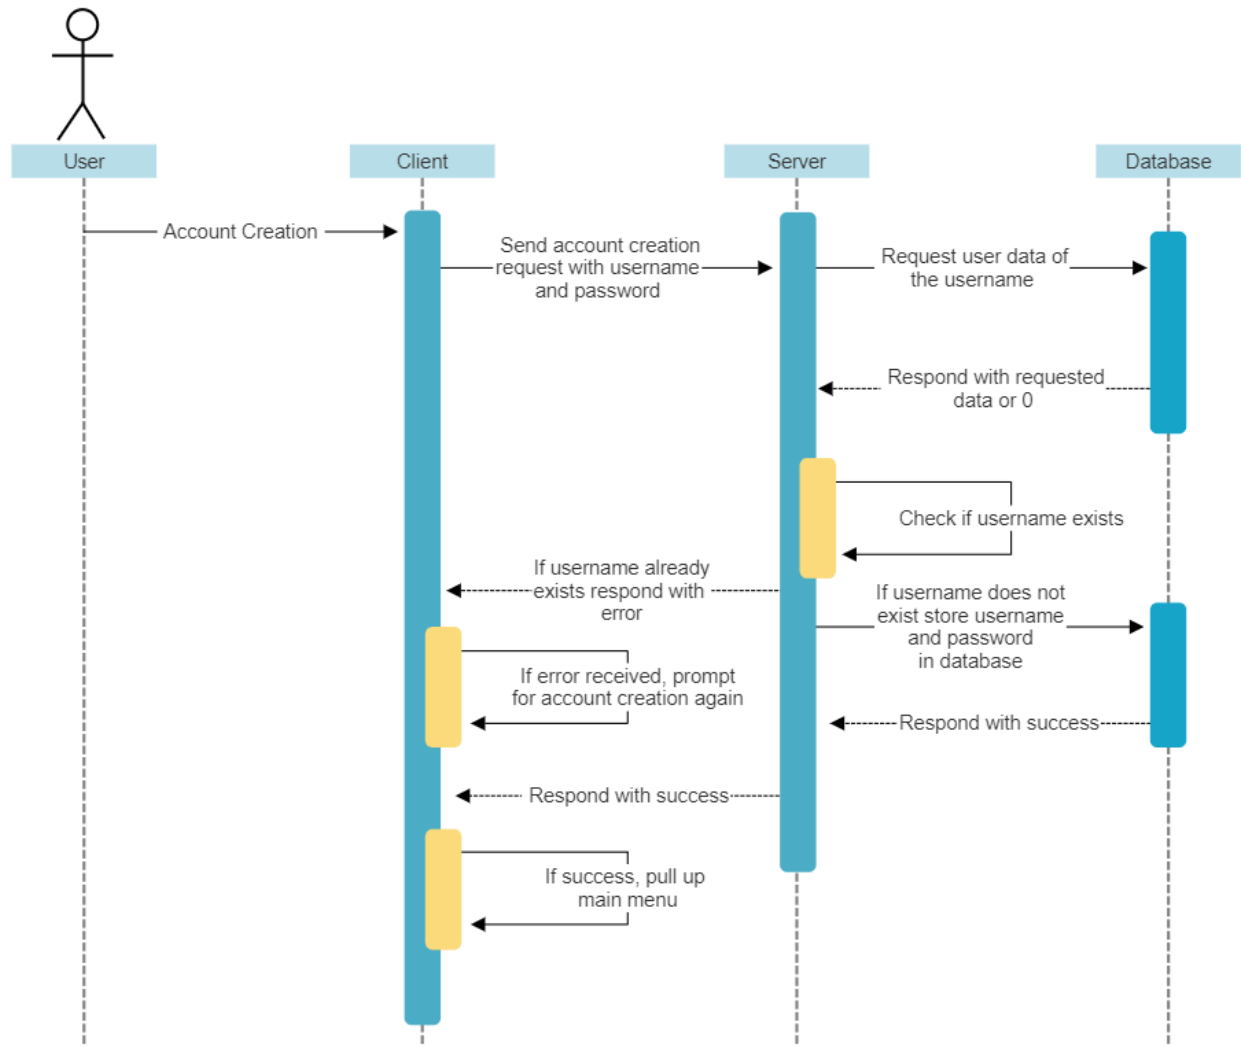 User
Client
Server
Database
Account Creation
Send account creation
request with username
and password
Request user data of
the username
Respond with requested
data or 0
Check if username exists
If username already
exists respond with
error
If username does not
exist store username
and password
in database
If error received, prompt
for account creation again
Respond with success
Respond with success
If success, pull up
main menu